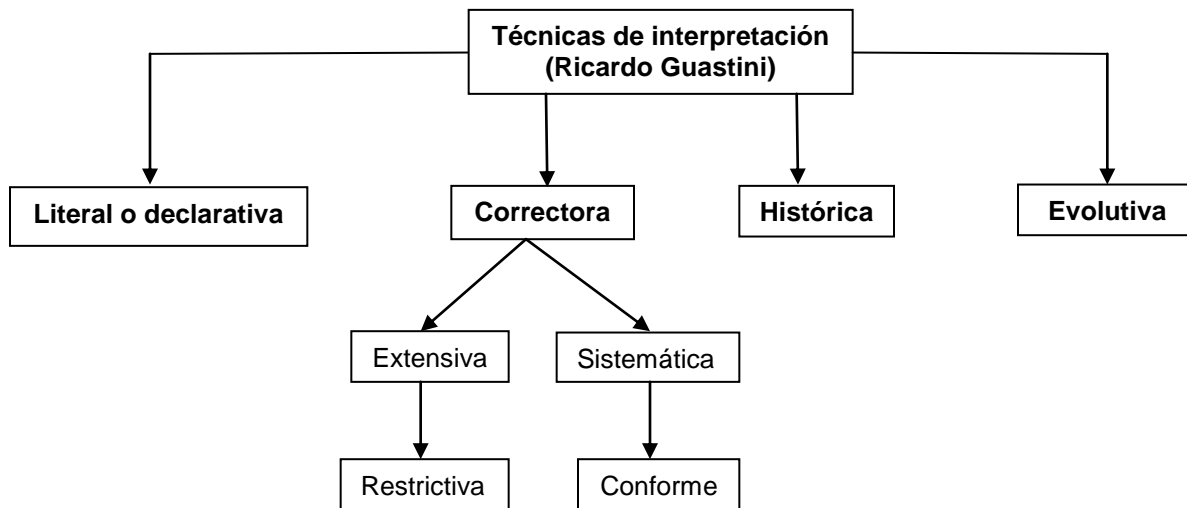 Técnicas de interpretación
(Ricardo Guastini)
Literal o declarativa
Correctora
Histórica
Evolutiva
Extensiva
Sistemática
Restrictiva
Conforme